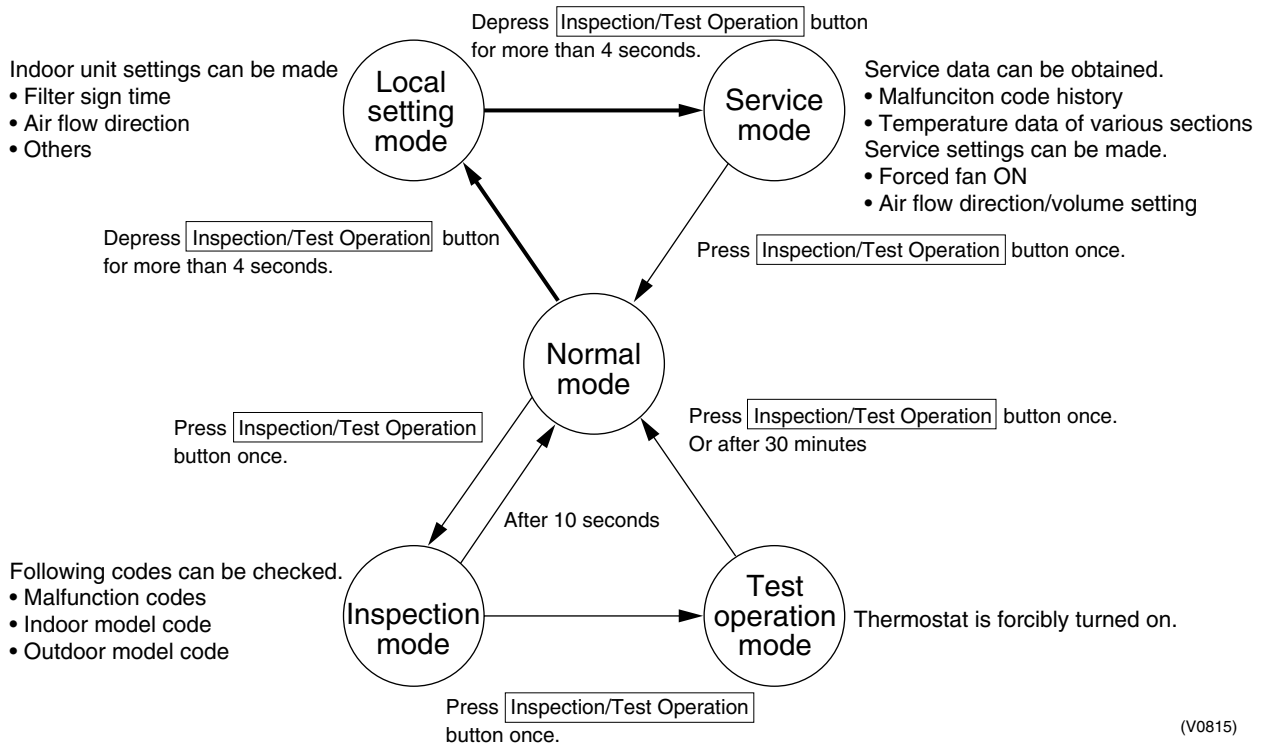 Depress Inspection/Test Operation button
for more than 4 seconds.
Indoor unit settings can be made
• Filter sign time
• Air flow direction
• Others
Local
setting
mode
Service
mode
Service data can be obtained.
• Malfunciton code history
• Temperature data of various sections
Service settings can be made.
• Forced fan ON
• Air flow direction/volume setting
Depress Inspection/Test Operation button
for more than 4 seconds.
Press Inspection/Test Operation button once.
Normal
mode
Press Inspection/Test Operation
button once.
Press Inspection/Test Operation button once.
Or after 30 minutes
After 10 seconds
Following codes can be checked.
• Malfunction codes
• Indoor model code
• Outdoor model code
Inspection
mode
Test
operation
mode
Thermostat is forcibly turned on.
Press Inspection/Test Operation
button once.
(V0815)